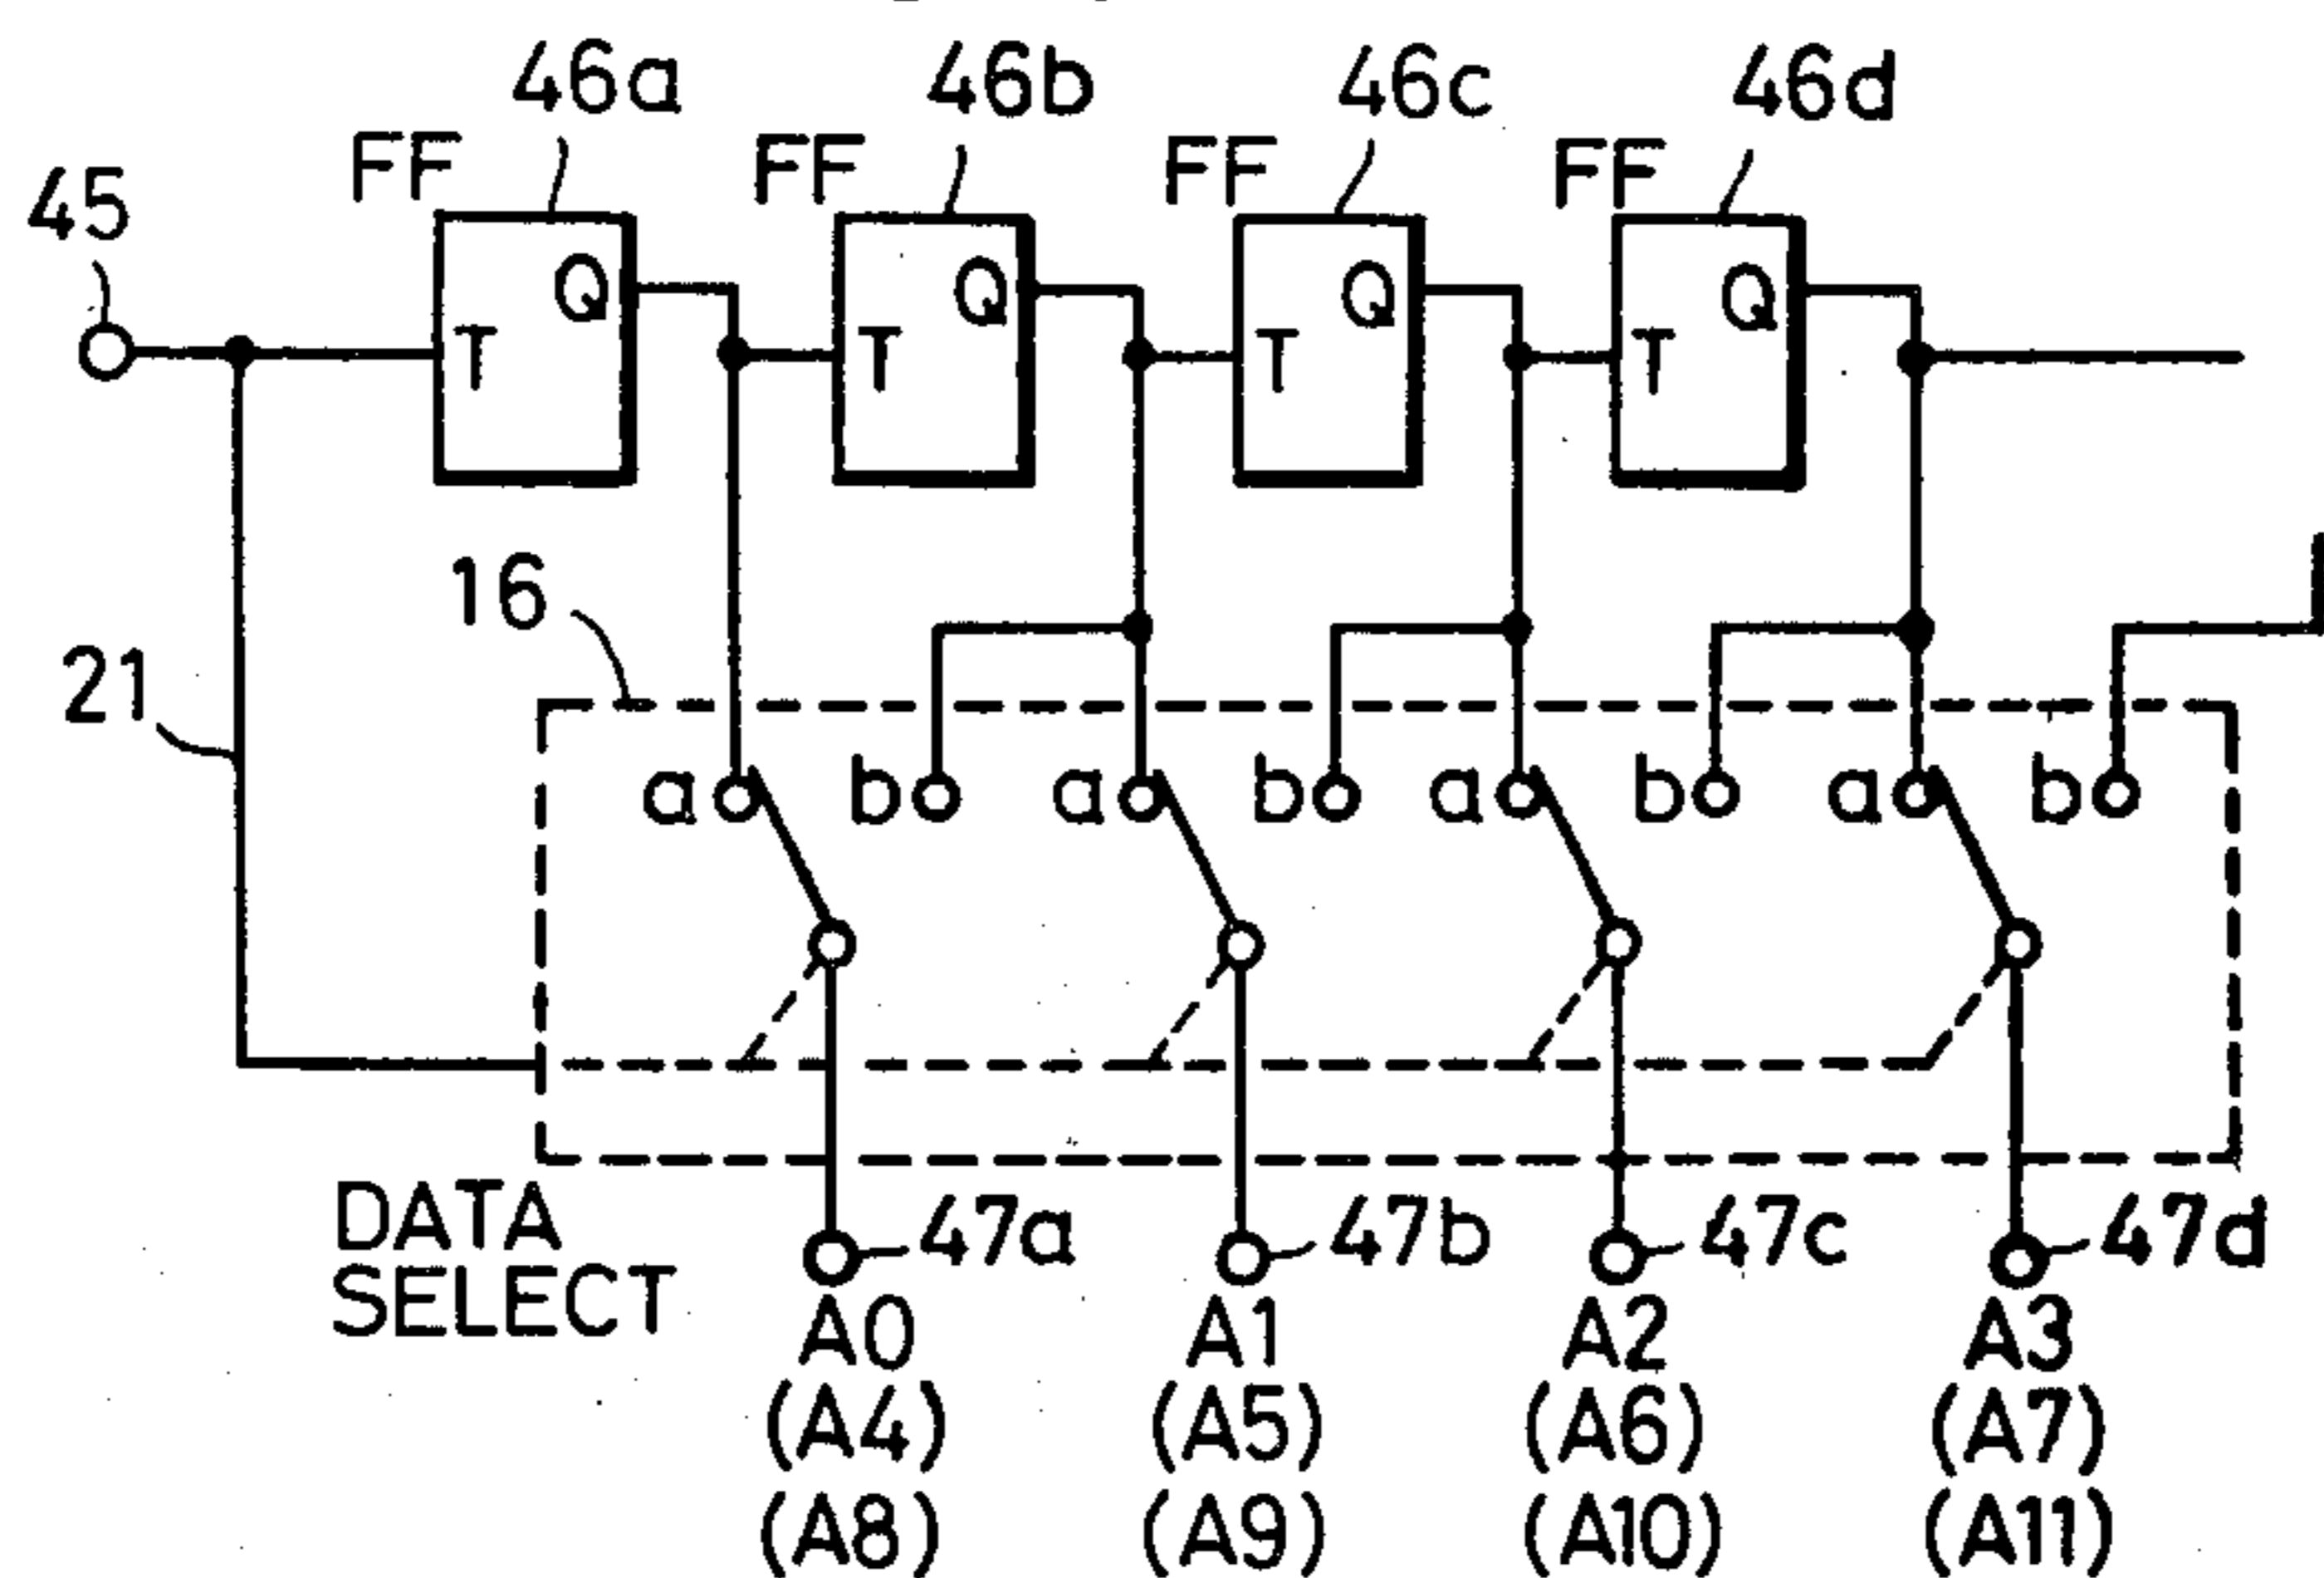 46a 46b 46c 46d
FF FF FF FF
45
Q Q Q Q
T T T T
16
21
a b a b a b a b
DATA
SELECT
47a 47b 47c 47d
A0 A1 A2 A3
(A4) (A5) (A6) (A7)
(A8) (A9) (A10) (A11)